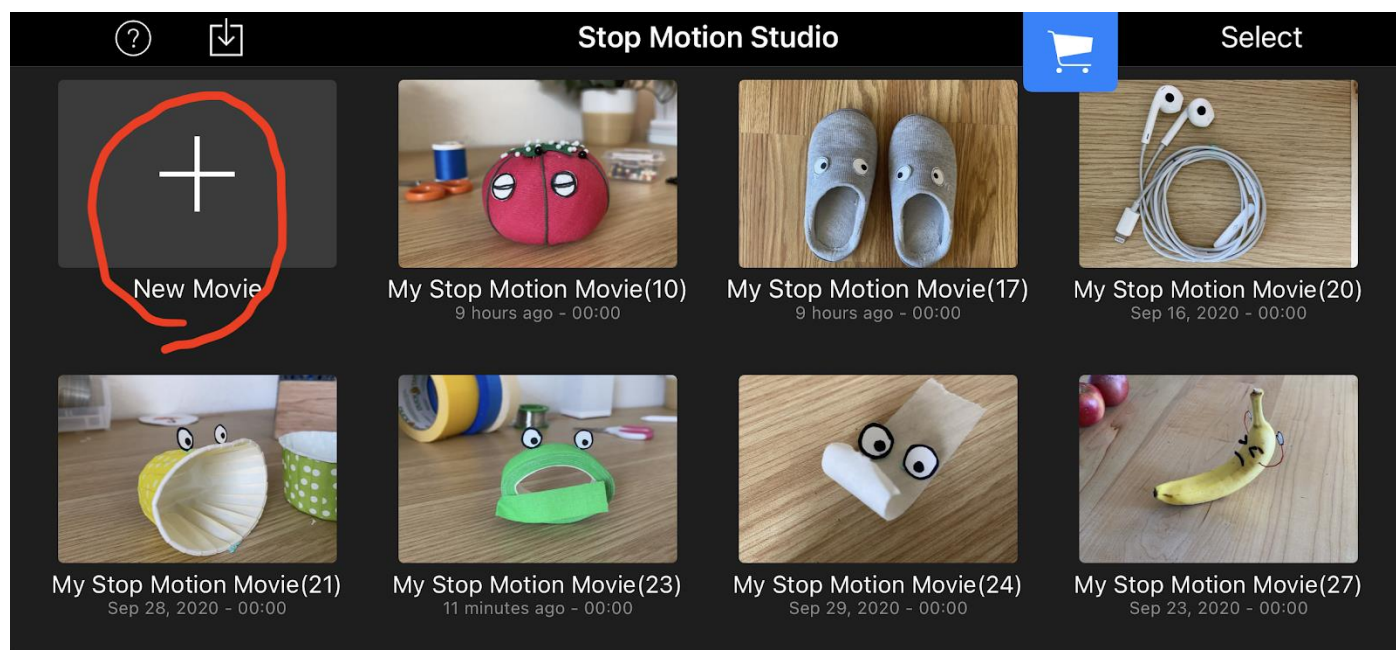 ?
Stop Motion Studio
Select
New Movie
My Stop Motion Movie(10)
9 hours ago - 00:00
My Stop Motion Movie(17)
9 hours ago - 00:00
My Stop Motion Movie(20)
Sep 16, 2020 - 00:00
My Stop Motion Movie(21)
Sep 28, 2020 - 00:00
My Stop Motion Movie(23)
11 minutes ago - 00:00
My Stop Motion Movie(24)
Sep 29, 2020 - 00:00
My Stop Motion Movie(27)
Sep 23, 2020 - 00:00